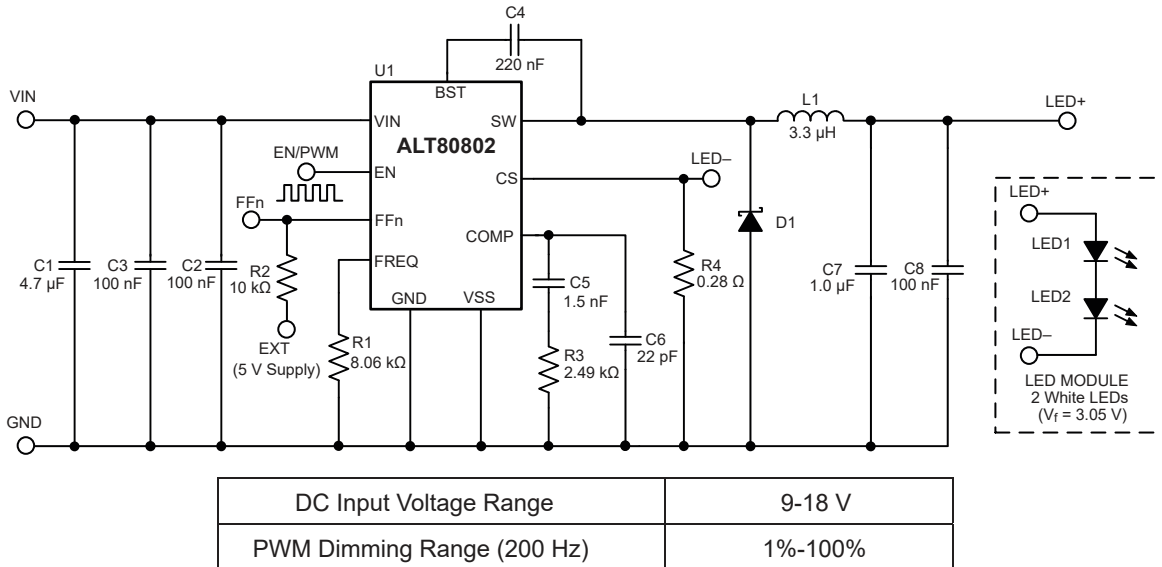 C4
220 nF
U1
BST
VIN
VIN
SW
L1
3.3 µH
LED+
ALT80802
EN/PWM
EN
CS
LED–
FFn
FFn
COMP
FREQ
GND
VSS
C1
4.7 µF
C3
100 nF
C2
100 nF
R2
10 kΩ
EXT
(5 V Supply)
R1
8.06 kΩ
C5
1.5 nF
R3
2.49 kΩ
C6
22 pF
R4
0.28 Ω
D1
C7
1.0 µF
C8
100 nF
LED+
LED1
LED2
LED–
LED MODULE
2 White LEDs
(Vf = 3.05 V)
GND
DC Input Voltage Range 9-18 V
PWM Dimming Range (200 Hz) 1%-100%